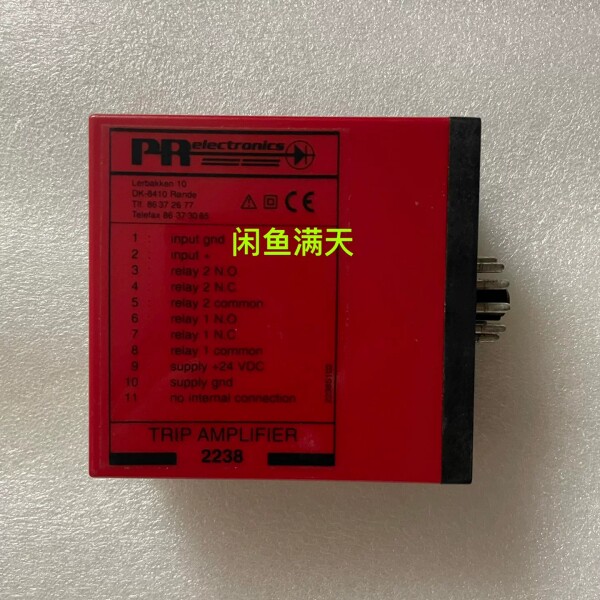 PR electronics
Lerbakken 10
DK-8410 Rønde
Tlf. 86 37 26 77
Telefax 86 37 30 85
CE
1 : input gnd
闲鱼满天
2 : input +
3 : relay 2 N.O
4 : relay 2 N.C
5 : relay 2 common
6 : relay 1 N.O
7 : relay 1 N.C
8 : relay 1 common
9 : supply +24 VDC
10 : supply gnd
11 : no internal connection
TRIP AMPLIFIER
2238